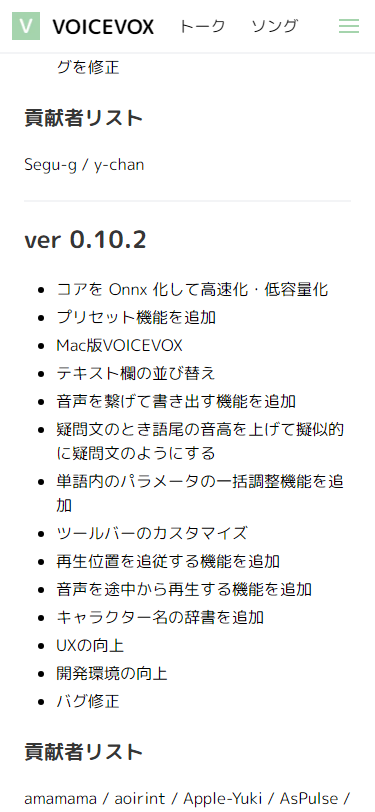 V VOICEVOX トーク ソング
グを修正
貢献者リスト
Segu-g / y-chan
ver 0.10.2
コアを Onnx 化して高速化・低容量化
プリセット機能を追加
Mac版VOICEVOX
テキスト欄の並び替え
音声を繋げて書き出す機能を追加
疑問文のとき語尾の音高を上げて擬似的
に疑問文のようにする
単語内のパラメータの一括調整機能を追
加
ツールバーのカスタマイズ
再生位置を追従する機能を追加
音声を途中から再生する機能を追加
キャラクター名の辞書を追加
UXの向上
開発環境の向上
バグ修正
貢献者リスト
amamama / aoirint / Apple-Yuki / AsPulse /